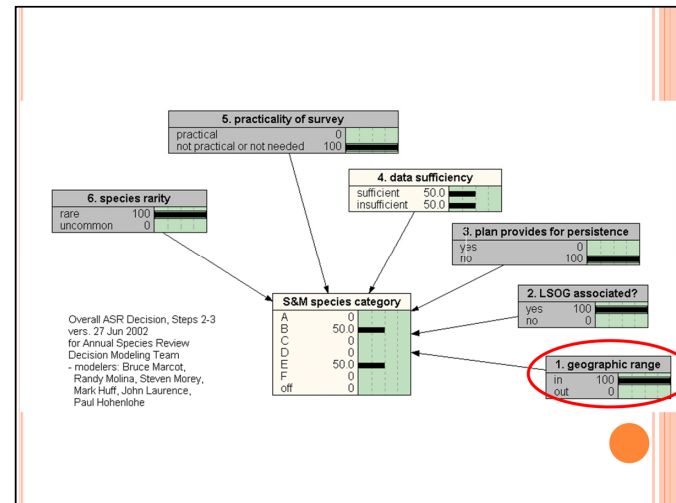 5. practicality of survey
practical 0
not practical or not needed 100
4. data sufficiency
sufficient 50.0
insufficient 50.0
6. species rarity
rare 100
uncommon 0
3. plan provides for persistence
yes 0
no 100
2. LSOG associated?
yes 100
no 0
S&M species category
A 0
B 50.0
C 0
D 0
E 50.0
F 0
off 0
1. geographic range
in 100
out 0
Overall ASR Decision, Steps 2-3
vers. 27 Jun 2002
for Annual Species Review
Decision Modeling Team
- modelers: Bruce Marcot,
Randy Molina, Steven Morey,
Mark Huff, John Laurence,
Paul Hohenlohe